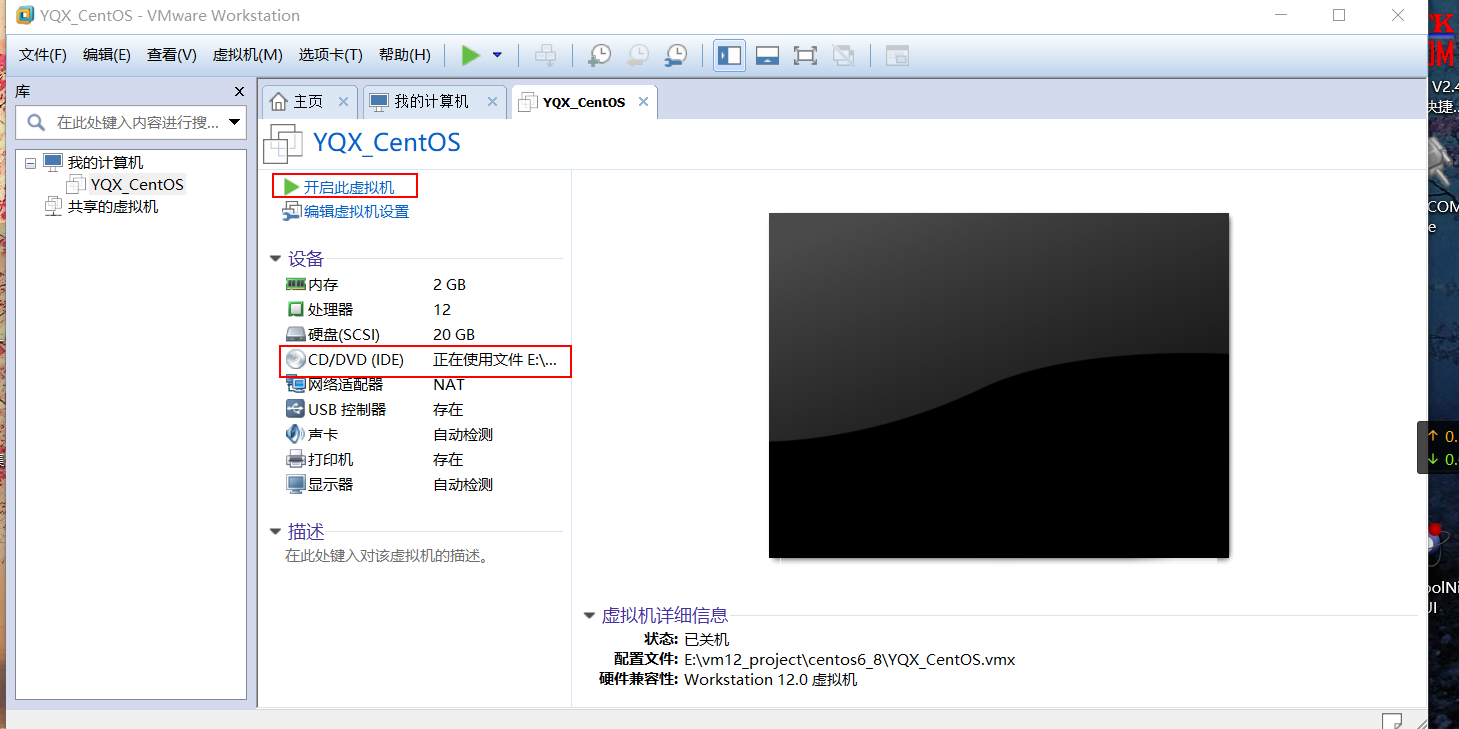 YQX_CentOS - VMware Workstation
文件(F) 编辑(E) 查看(V) 虚拟机(M) 选项卡(T) 帮助(H)
库
在此处键入内容进行搜...
我的计算机
YQX_CentOS
共享的虚拟机
主页 我的计算机 YQX_CentOS
YQX_CentOS
开启此虚拟机
编辑虚拟机设置
设备
内存 2 GB
处理器 12
硬盘(SCSI) 20 GB
CD/DVD (IDE) 正在使用文件 E:\...
网络适配器 NAT
USB 控制器 存在
声卡 自动检测
打印机 存在
显示器 自动检测
描述
在此处键入对该虚拟机的描述。
虚拟机详细信息
状态: 已关机
配置文件: E:\vm12_project\centos6_8\YQX_CentOS.vmx
硬件兼容性: Workstation 12.0 虚拟机
V2.4
快捷...
COM
e
↑ 0.
↓ 0.